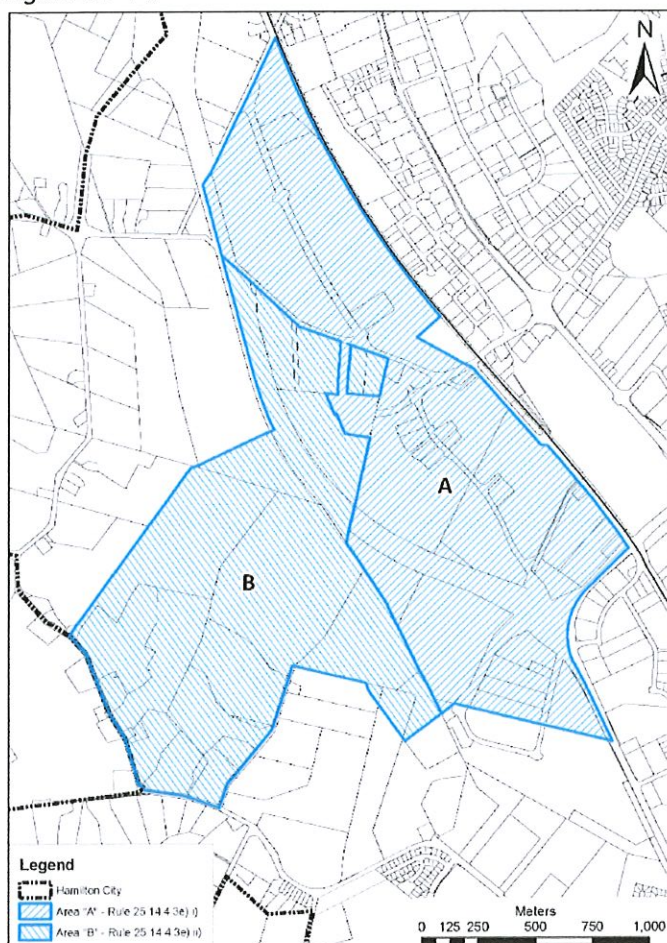 N
A
B
Legend
Hamilton City
Area "A" - Rule 25.14.4.3e) i)
Area "B" - Rule 25.14.4.3e) ii)
Meters
0 125 250 500 750 1,000